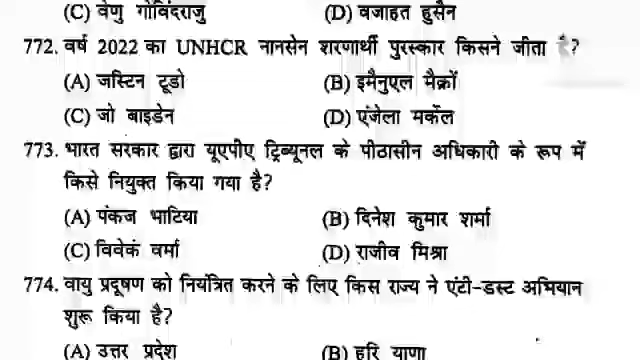 (C) वेणु गोविंदराजु (D) वजाहत हुसैन
772. वर्ष 2022 का UNHCR नानसेन शरणार्थी पुरस्कार किसने जीता है?
(A) जस्टिन ट्रूडो (B) इमैनुएल मैक्रों
(C) जो बाइडेन (D) एंजेला मर्केल
773. भारत सरकार द्वारा यूएपीए ट्रिब्यूनल के पीठासीन अधिकारी के रूप में
किसे नियुक्त किया गया है?
(A) पंकज भाटिया (B) दिनेश कुमार शर्मा
(C) विवेकं वर्मा (D) राजीव मिश्रा
774. वायु प्रदूषण को नियंत्रित करने के लिए किस राज्य ने एंटी-डस्ट अभियान
शुरू किया है?
(A) उत्तर प्रदेश (B) हरि याणा